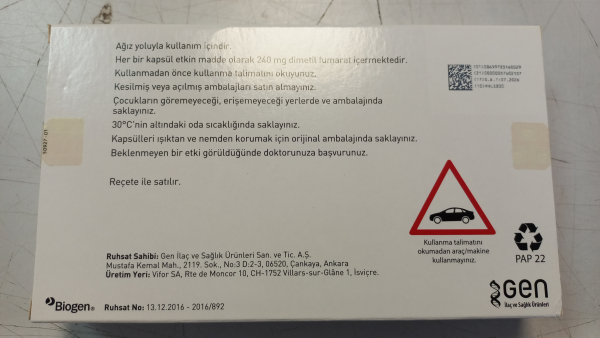 Ağız yoluyla kullanım içindir.
Her bir kapsül etkin madde olarak 240 mg dimetil fumarat içermektedir.
Kullanmadan önce kullanma talimatını okuyunuz.
Kesilmiş veya açılmış ambalajları satın almayınız.
Çocukların göremeyeceği, erişemeyeceği yerlerde ve ambalajında
saklayınız.
30°C'nin altındaki oda sıcaklığında saklayınız.
Kapsülleri ışıktan ve nemden korumak için orijinal ambalajında saklayınız.
Beklenmeyen bir etki görüldüğünde doktorunuza başvurunuz.
Reçete ile satılır.
Kullanma talimatını
okumadan araç/makine
kullanmayınız.
PAP 22
Ruhsat Sahibi: Gen İlaç ve Sağlık Ürünleri San. ve Tic. A.Ş.
Mustafa Kemal Mah., 2119. Sok., No:3 D:2-3, 06520, Çankaya, Ankara
Üretim Yeri: Vifor SA, Rte de Moncor 10, CH-1752 Villars-sur-Glâne 1, İsviçre.
Biogen®
Ruhsat No: 13.12.2016 - 2016/892
Gen
İlaç ve Sağlık Ürünleri